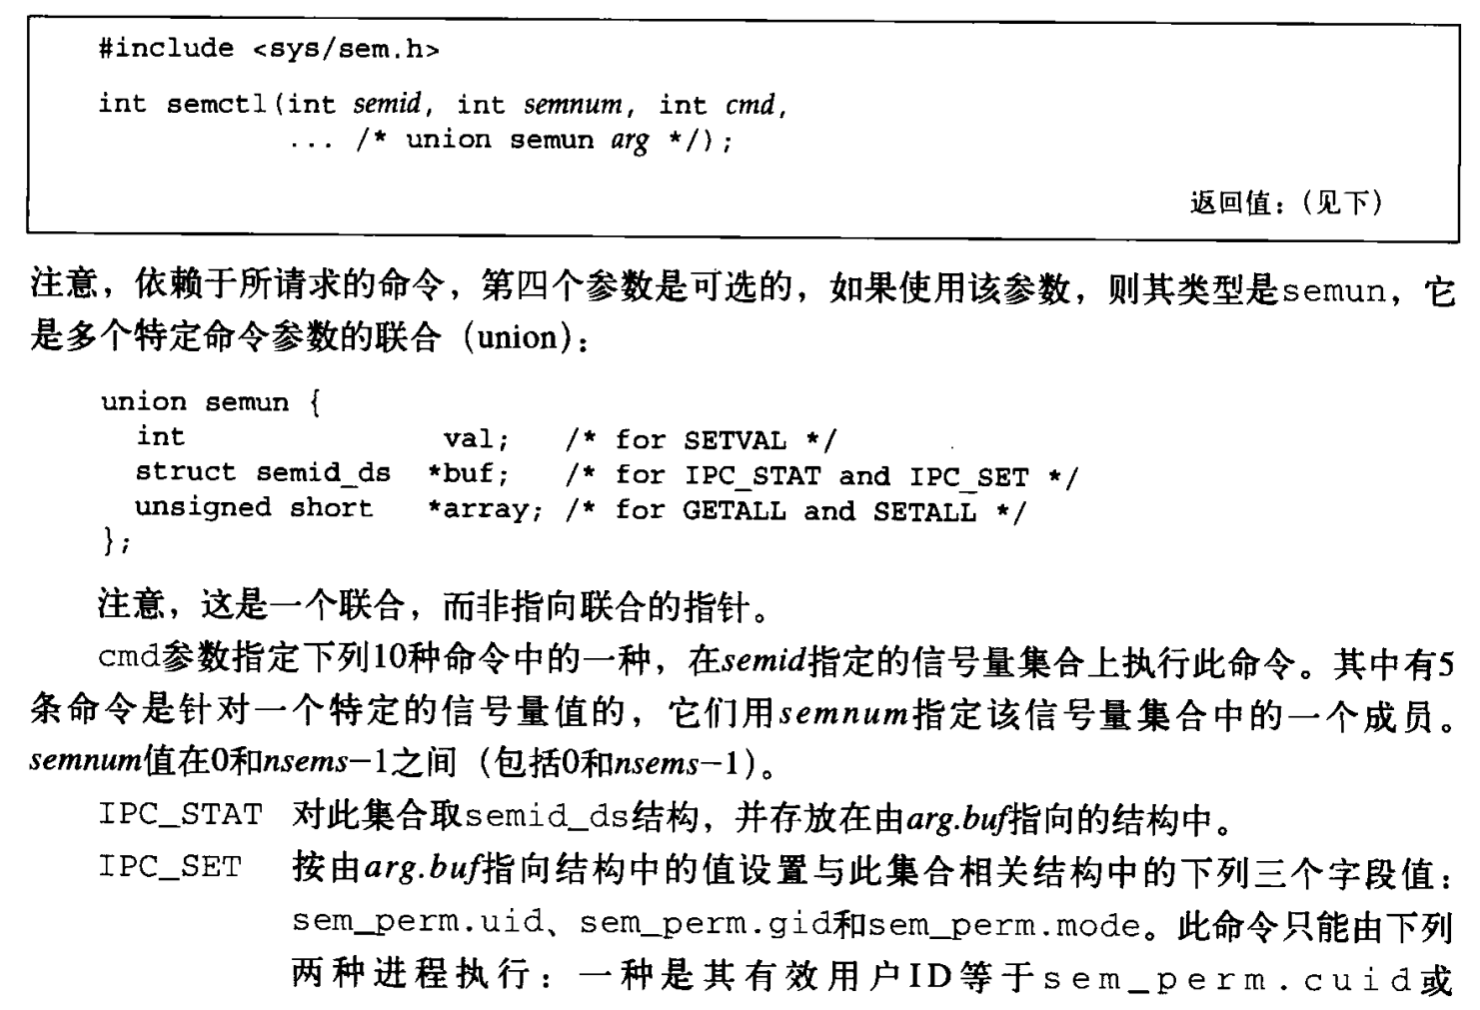 #include <sys/sem.h>
int semctl(int semid, int semnum, int cmd,
... /* union semun arg */);
返回值：(见下)
注意，依赖于所请求的命令，第四个参数是可选的，如果使用该参数，则其类型是semun，它
是多个特定命令参数的联合（union）：
union semun {
int val; /* for SETVAL */
struct semid_ds *buf; /* for IPC_STAT and IPC_SET */
unsigned short *array; /* for GETALL and SETALL */
};
注意，这是一个联合，而非指向联合的指针。
cmd参数指定下列10种命令中的一种，在semid指定的信号量集合上执行此命令。其中有5
条命令是针对一个特定的信号量值的，它们用semnum指定该信号量集合中的一个成员。
semnum值在0和nsems−1之间（包括0和nsems−1）。
IPC_STAT 对此集合取semid_ds结构，并存放在由arg.buf指向的结构中。
IPC_SET 按由arg.buf指向结构中的值设置与此集合相关结构中的下列三个字段值：
sem_perm.uid、sem_perm.gid和sem_perm.mode。此命令只能由下列
两种进程执行：一种是其有效用户ID等于sem_perm.cuid或